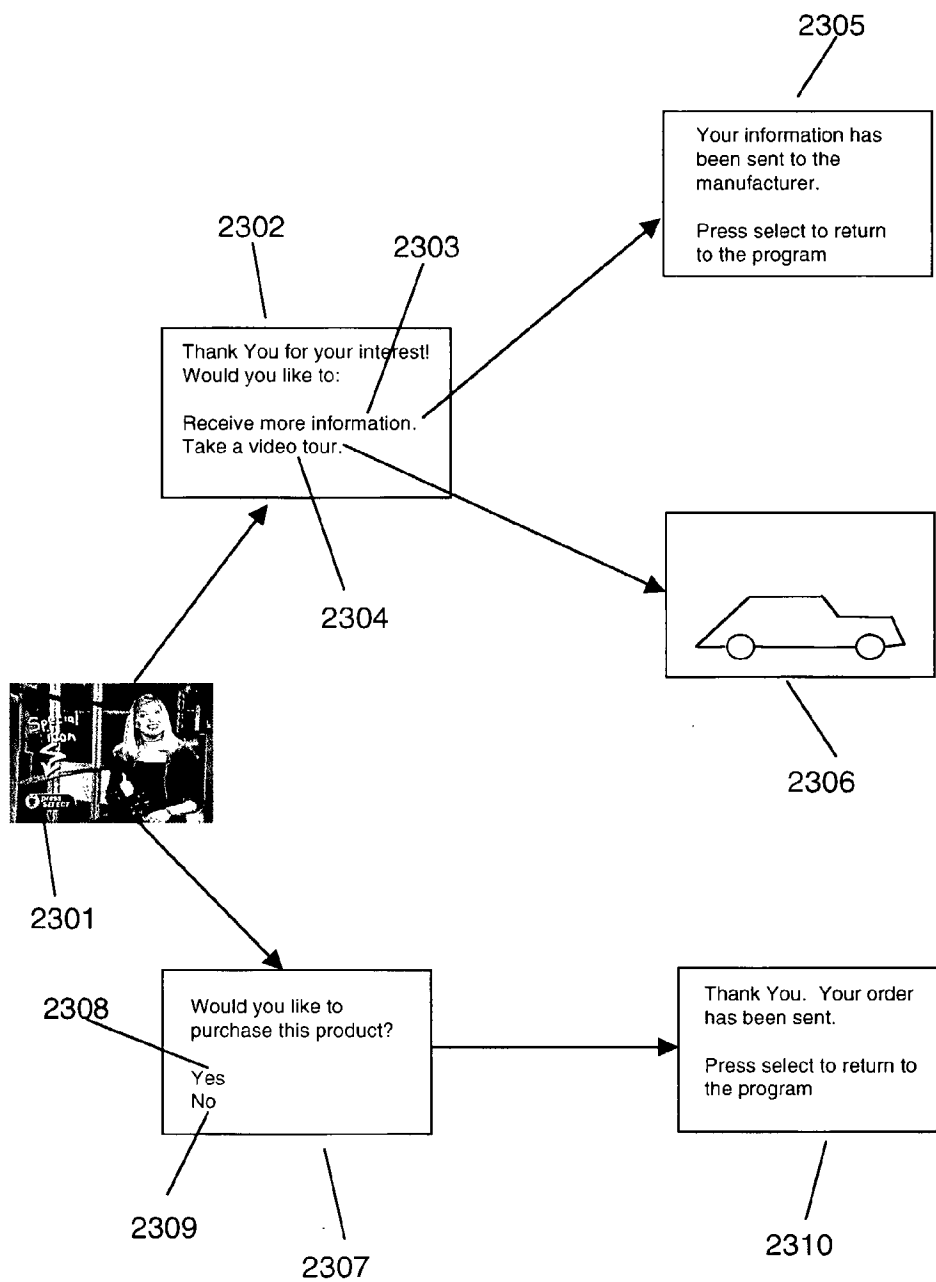 2305
Your information has
been sent to the
manufacturer.
Press select to return
to the program
2302
2303
Thank You for your interest!
Would you like to:
Receive more information.
Take a video tour.
2304
2306
Special
Icon
press
SELECT
2301
2308
Would you like to
purchase this product?
Yes
No
2309
2307
Thank You. Your order
has been sent.
Press select to return to
the program
2310